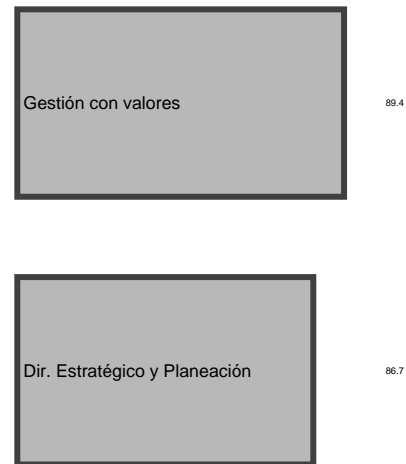 Gestión con valores 89.4
Dir. Estratégico y Planeación 86.7